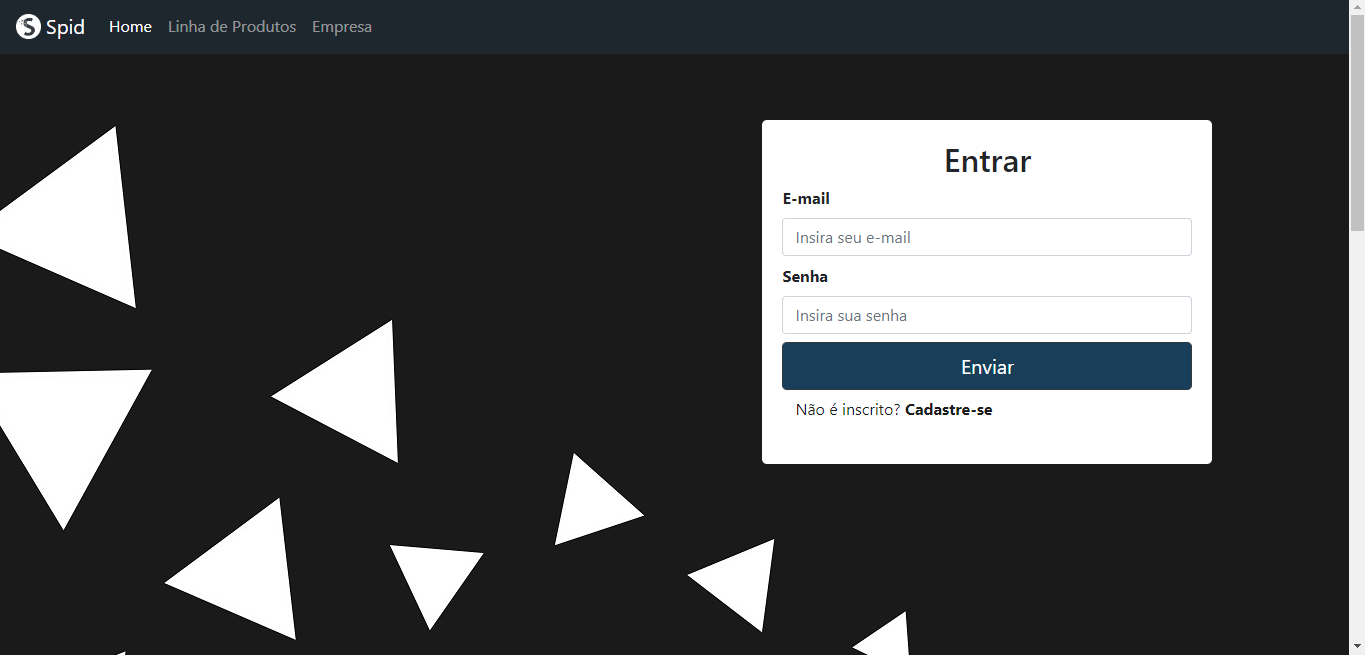 Spid Home Linha de Produtos Empresa
Entrar
E-mail
Insira seu e-mail
Senha
Insira sua senha
Enviar
Não é inscrito? Cadastre-se